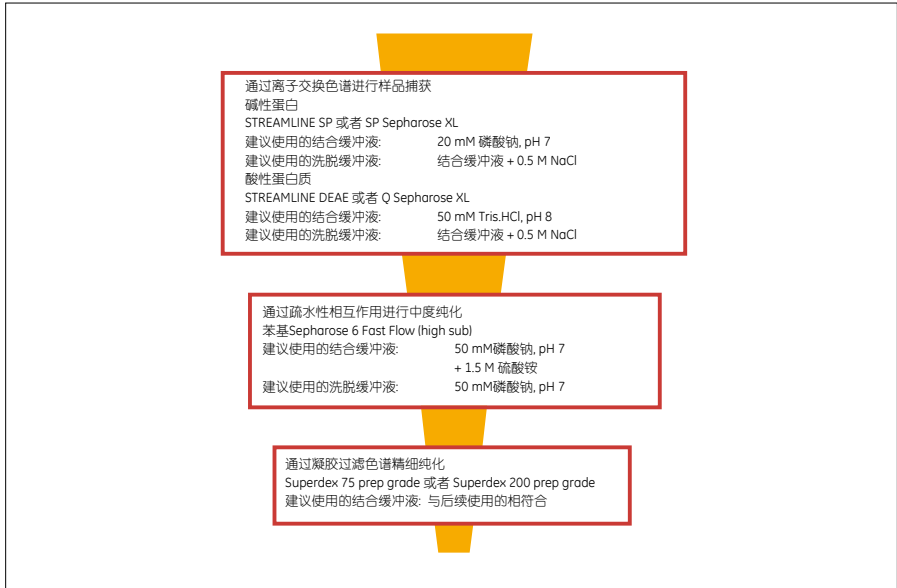 通过离子交换色谱进行样品捕获
碱性蛋白
STREAMLINE SP 或者 SP Sepharose XL
建议使用的结合缓冲液: 20 mM 磷酸钠, pH 7
建议使用的洗脱缓冲液: 结合缓冲液 + 0.5 M NaCl
酸性蛋白质
STREAMLINE DEAE 或者 Q Sepharose XL
建议使用的结合缓冲液: 50 mM Tris.HCl, pH 8
建议使用的洗脱缓冲液: 结合缓冲液 + 0.5 M NaCl
通过疏水性相互作用进行中度纯化
苯基Sepharose 6 Fast Flow (high sub)
建议使用的结合缓冲液: 50 mM磷酸钠, pH 7
+ 1.5 M 硫酸铵
建议使用的洗脱缓冲液: 50 mM磷酸钠, pH 7
通过凝胶过滤色谱精细纯化
Superdex 75 prep grade 或者 Superdex 200 prep grade
建议使用的结合缓冲液: 与后续使用的相符合